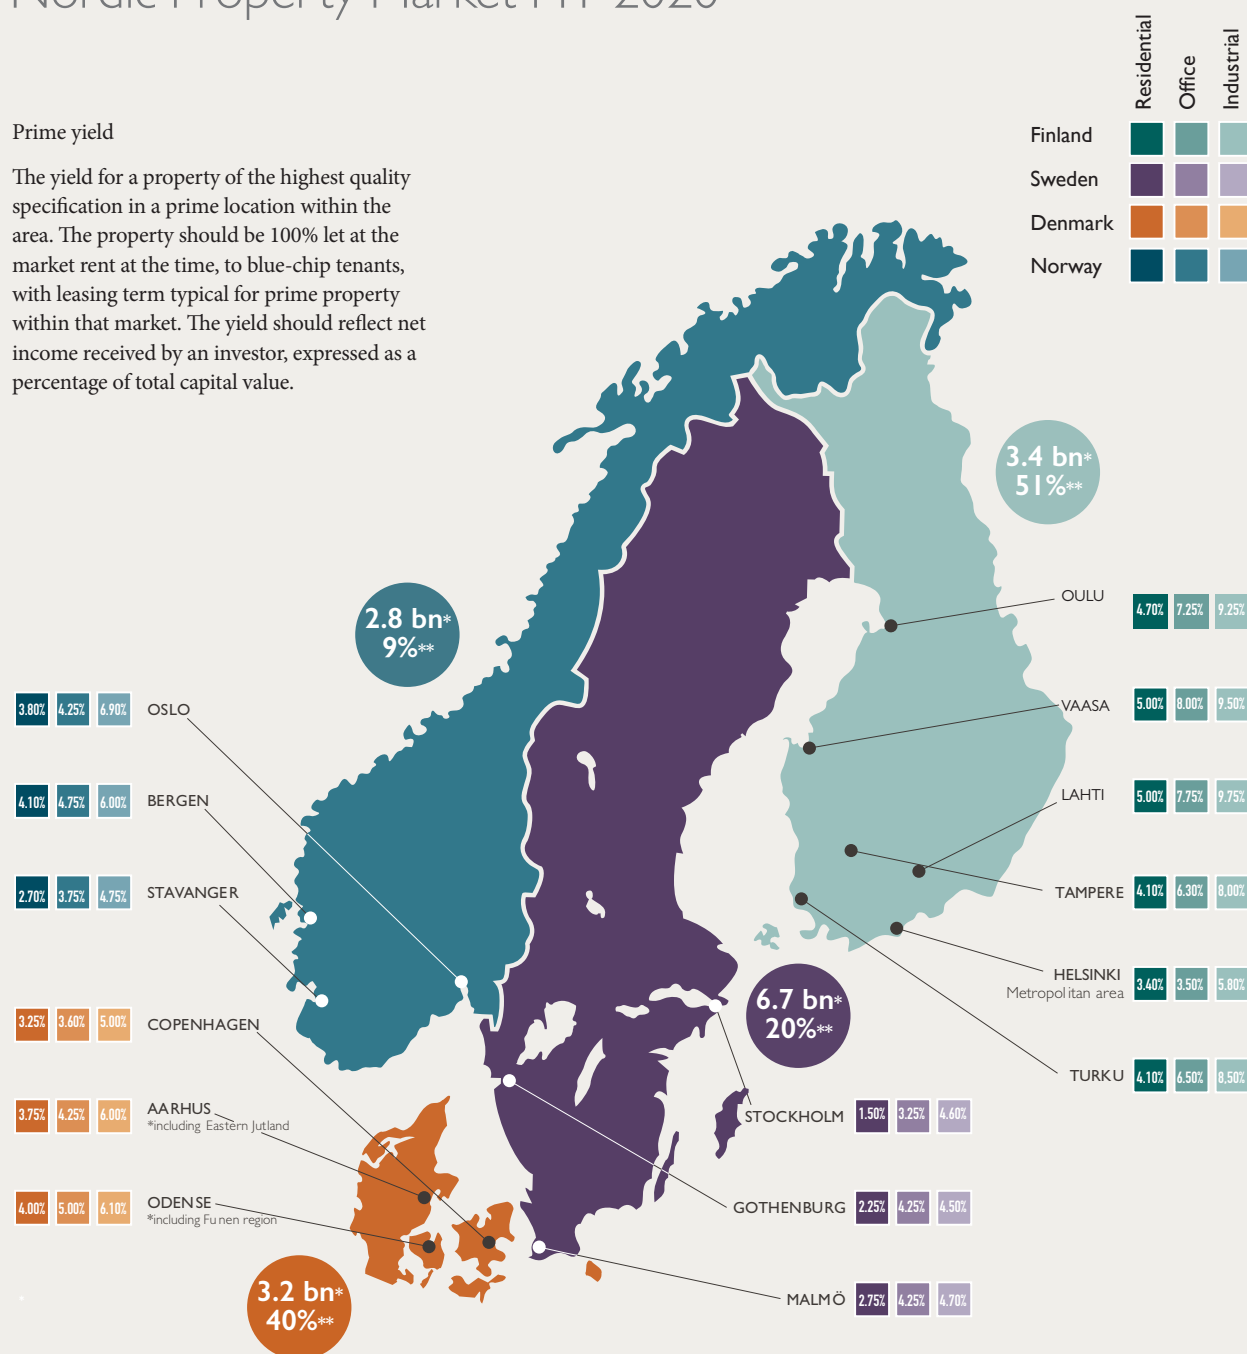 Nordic Property Market H1 2020
Residential
Office
Industrial
Finland
Sweden
Denmark
Norway
Prime yield
The yield for a property of the highest quality
specification in a prime location within the
area. The property should be 100% let at the
market rent at the time, to blue-chip tenants,
with leasing term typical for prime property
within that market. The yield should reflect net
income received by an investor, expressed as a
percentage of total capital value.
3.4 bn*
51%**
2.8 bn*
9%**
OULU
4.70% 7.25% 9.25%
VAASA
5.00% 8.00% 9.50%
LAHTI
5.00% 7.75% 9.75%
TAMPERE
4.10% 6.30% 8,00%
HELSINKI
Metropolitan area
3.40% 3.50% 5.80%
TURKU
4.10% 6.50% 8,50%
3.80% 4.25% 6.90%
OSLO
4.10% 4.75% 6.00%
BERGEN
2.70% 3.75% 4.75%
STAVANGER
3.25% 3.60% 5.00%
COPENHAGEN
3.75% 4.25% 6.00%
AARHUS
*including Eastern Jutland
4.00% 5.00% 6.10%
ODENSE
*including Funen region
6.7 bn*
20%**
STOCKHOLM
1.50% 3.25% 4.60%
GOTHENBURG
2.25% 4.25% 4.50%
MALMÖ
2.75% 4.25% 4.70%
3.2 bn*
40%**